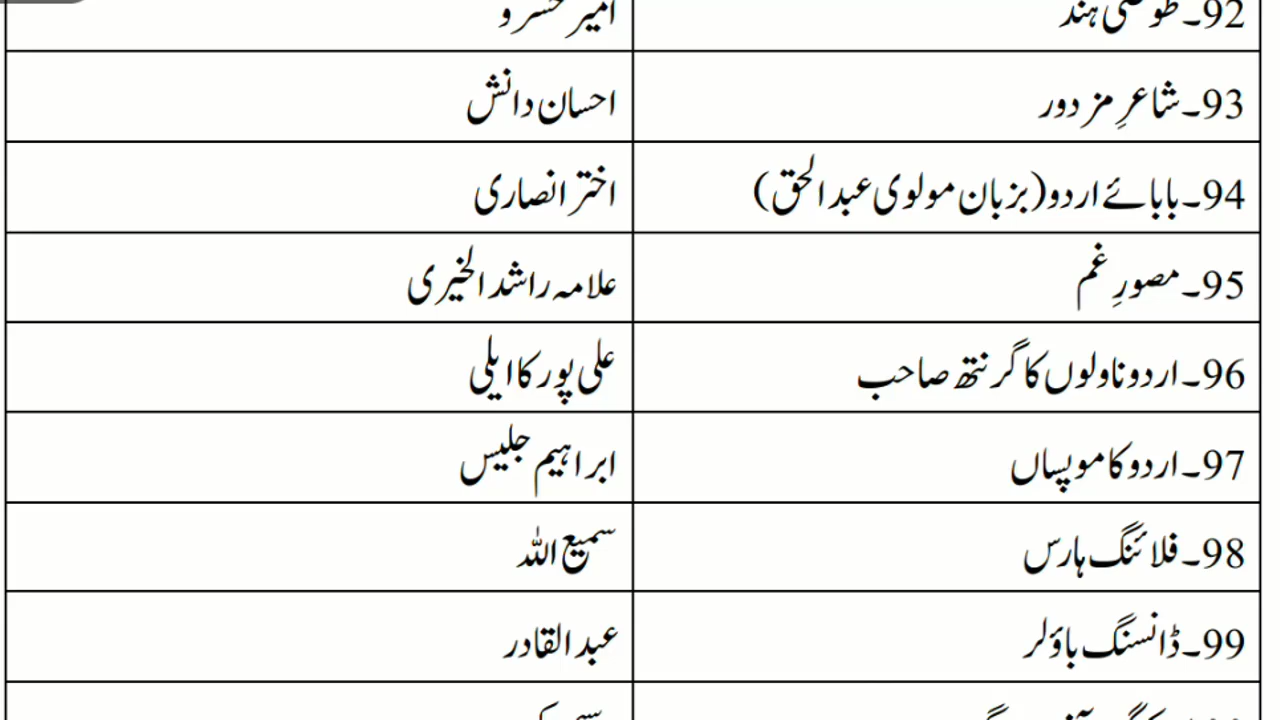 92۔طوطیِ ہند امیر خسرو
93۔شاعرِ مزدور احسان دانش
94۔بابائے اردو(بزبان مولوی عبدالحق) اختر انصاری
95۔مصورِ غم علامہ راشد الخیری
96۔اردو ناولوں کا گرنتھ صاحب علی پور کا ایلی
97۔اردو کا موپساں ابراہیم جلیس
98۔فلائنگ ہارس سمیع اللہ
99۔ڈانسنگ باؤلر عبدالقادر